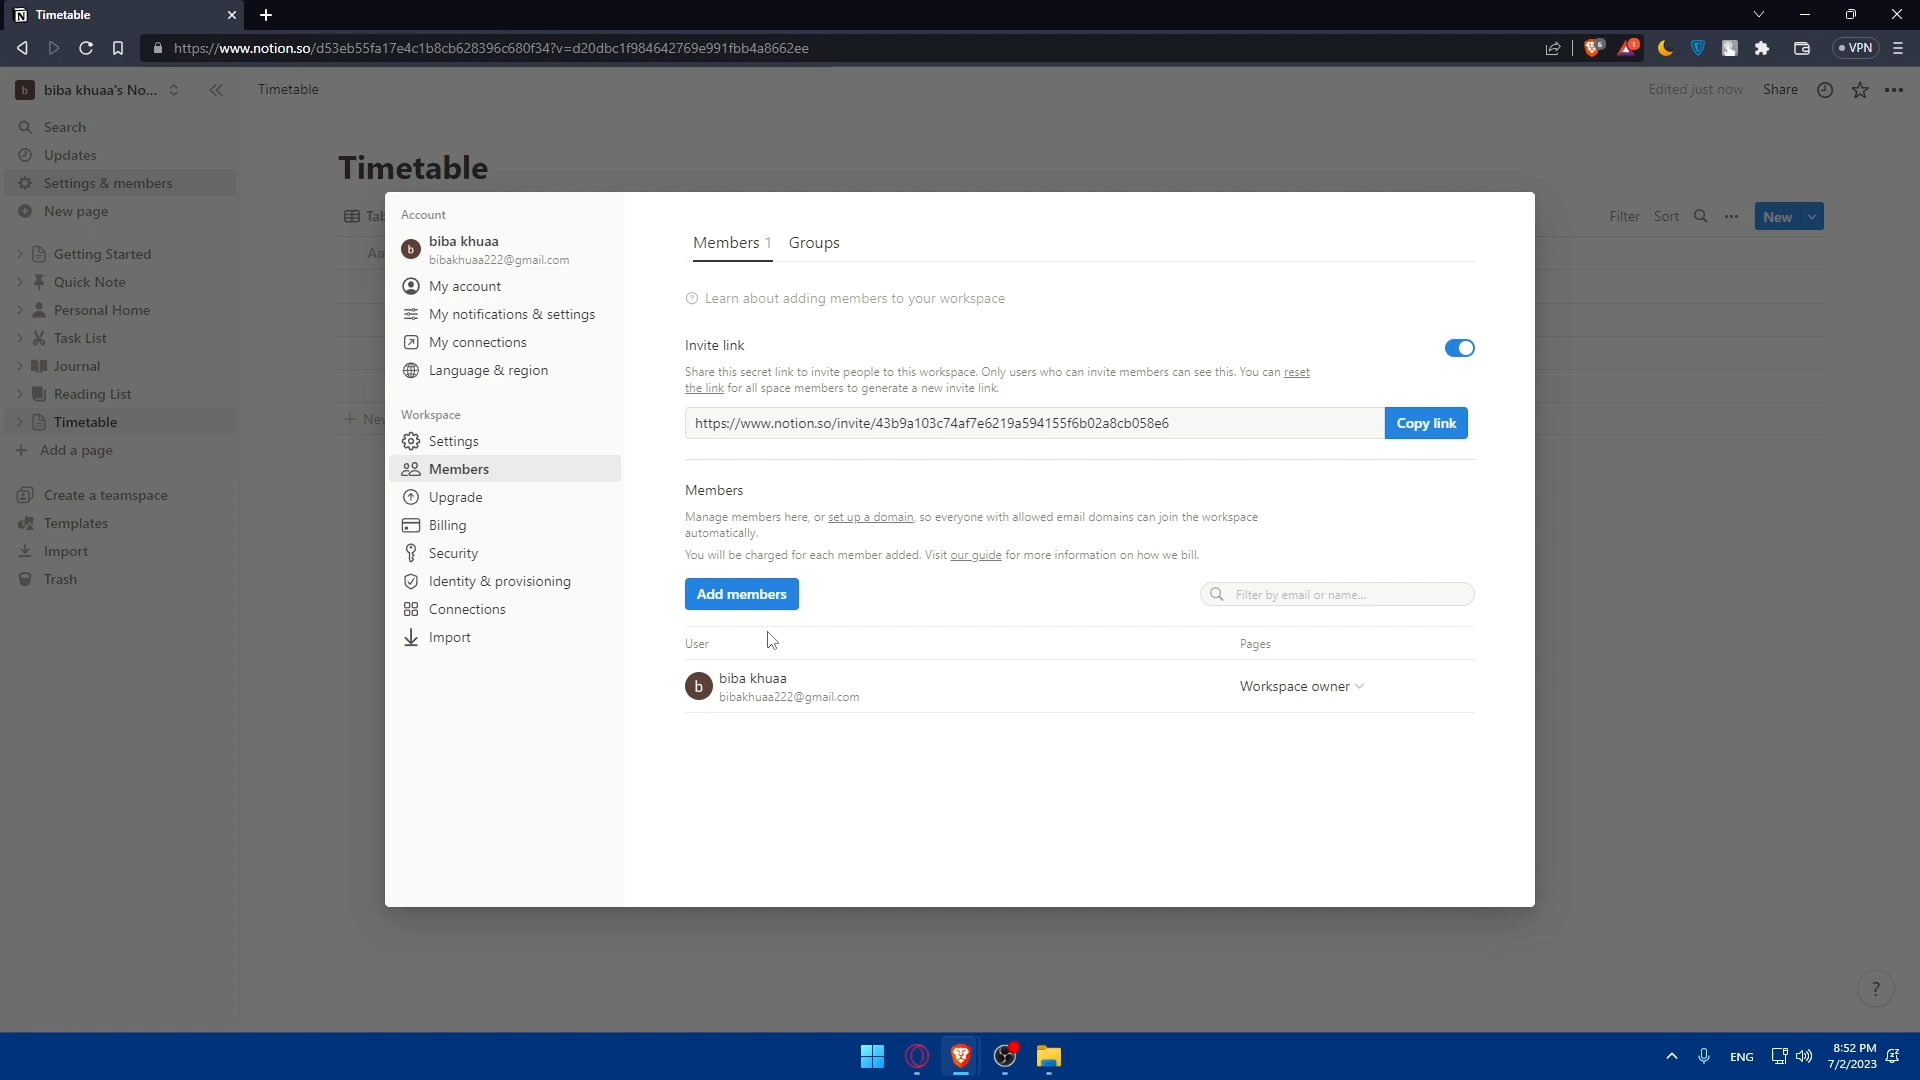 Timetable
https://www.notion.so/d53eb55fa17e4c1b8cb628396c680f34?v=d20dbc1f984642769e991fbb4a8662ee
6
1
VPN
b
biba khuaa's No...
Timetable
Edited just now
Share
Search
Updates
Settings & members
New page
Getting Started
Quick Note
Personal Home
Task List
Journal
Reading List
Timetable
Add a page
Create a teamspace
Templates
Import
Trash
Timetable
Filter
Sort
New
Aa
Account
b
biba khuaa
bibakhuaa222@gmail.com
My account
My notifications & settings
My connections
Language & region
Workspace
Settings
Members
Upgrade
Billing
Security
Identity & provisioning
Connections
Import
Members 1
Groups
Learn about adding members to your workspace
Invite link
Share this secret link to invite people to this workspace. Only users who can invite members can see this. You can reset
the link for all space members to generate a new invite link.
https://www.notion.so/invite/43b9a103c74af7e6219a594155f6b02a8cb058e6
Copy link
Members
Manage members here, or set up a domain, so everyone with allowed email domains can join the workspace
automatically.
You will be charged for each member added. Visit our guide for more information on how we bill.
Add members
Filter by email or name...
User
Pages
b
biba khuaa
bibakhuaa222@gmail.com
Workspace owner
?
ENG
8:52 PM
7/2/2023